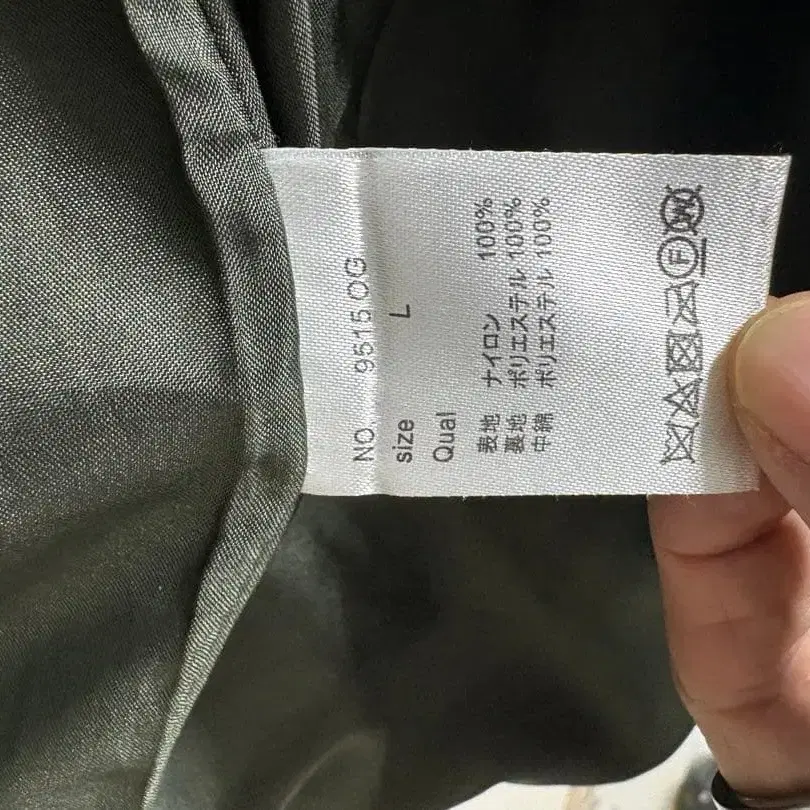 NO. 9515 OG
size L
Qual
表地 ナイロン 100%
裏地 ポリエステル 100%
中綿 ポリエステル 100%
F W